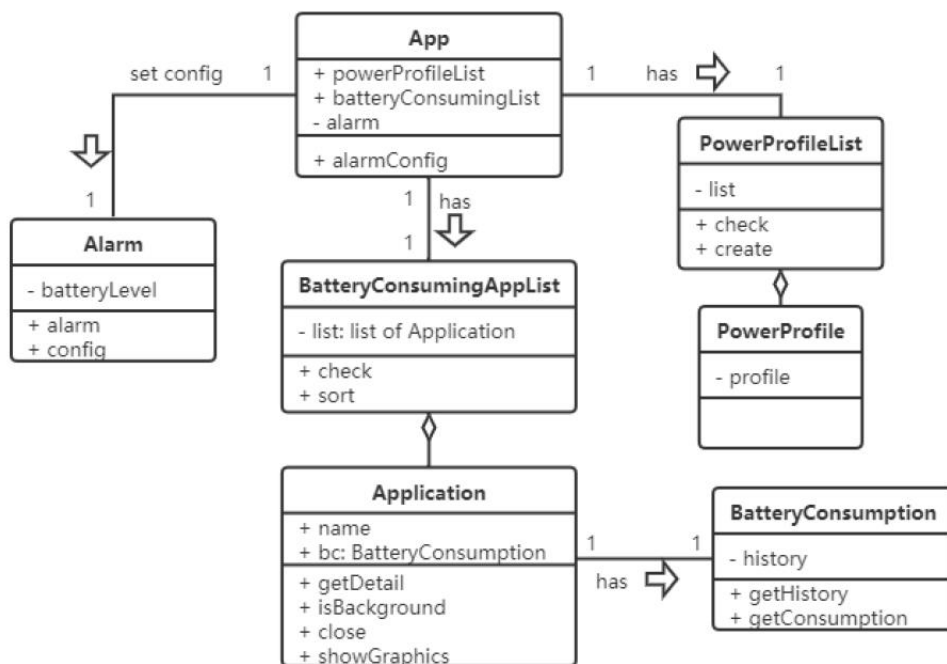 App
+ powerProfileList
+ batteryConsumingList
- alarm
+ alarmConfig
set config
1
1
has
1
1
Alarm
- batteryLevel
+ alarm
+ config
1
has
1
PowerProfileList
- list
+ check
+ create
BatteryConsumingAppList
- list: list of Application
+ check
+ sort
PowerProfile
- profile
Application
+ name
+ bc: BatteryConsumption
+ getDetail
+ isBackground
+ close
+ showGraphics
1
has
1
BatteryConsumption
- history
+ getHistory
+ getConsumption